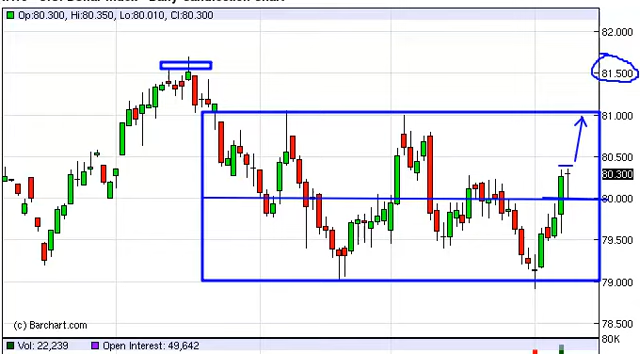 Op:80.300, Hi:80.350, Lo:80.010, Cl:80.300
82.000
81.500
81.000
80.500
80.300
80.000
79.500
79.000
78.500
(c) Barchart.com
80K
Vol: 22,239 Open Interest: 49,642